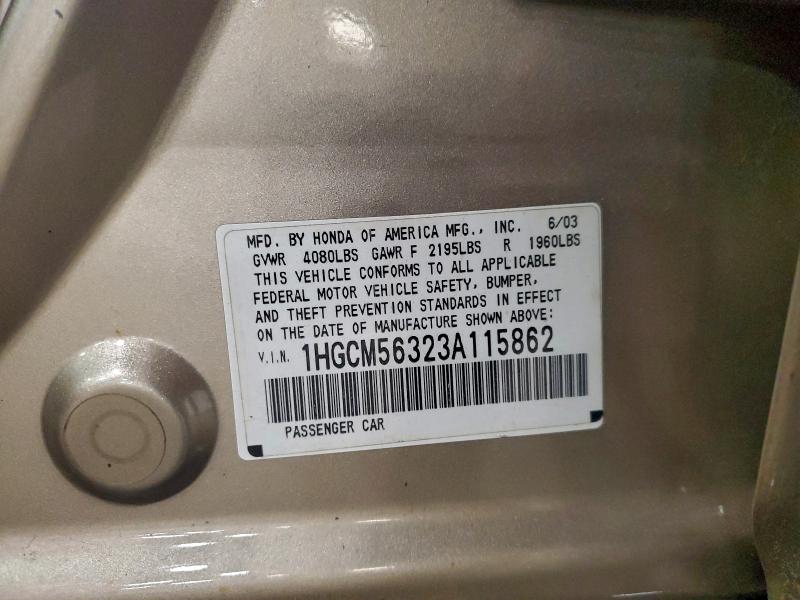 MFD. BY HONDA OF AMERICA MFG., INC. 6/03
GVWR 4080LBS GAWR F 2195LBS R 1960LBS
THIS VEHICLE CONFORMS TO ALL APPLICABLE
FEDERAL MOTOR VEHICLE SAFETY, BUMPER,
AND THEFT PREVENTION STANDARDS IN EFFECT
ON THE DATE OF MANUFACTURE SHOWN ABOVE:
V.I.N. 1HGCM56323A115862
PASSENGER CAR